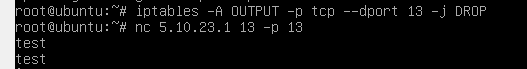 root@ubuntu:~# iptables -A OUTPUT -p tcp --dport 13 -j DROP
root@ubuntu:~# nc 5.10.23.1 13 -p 13
test
test